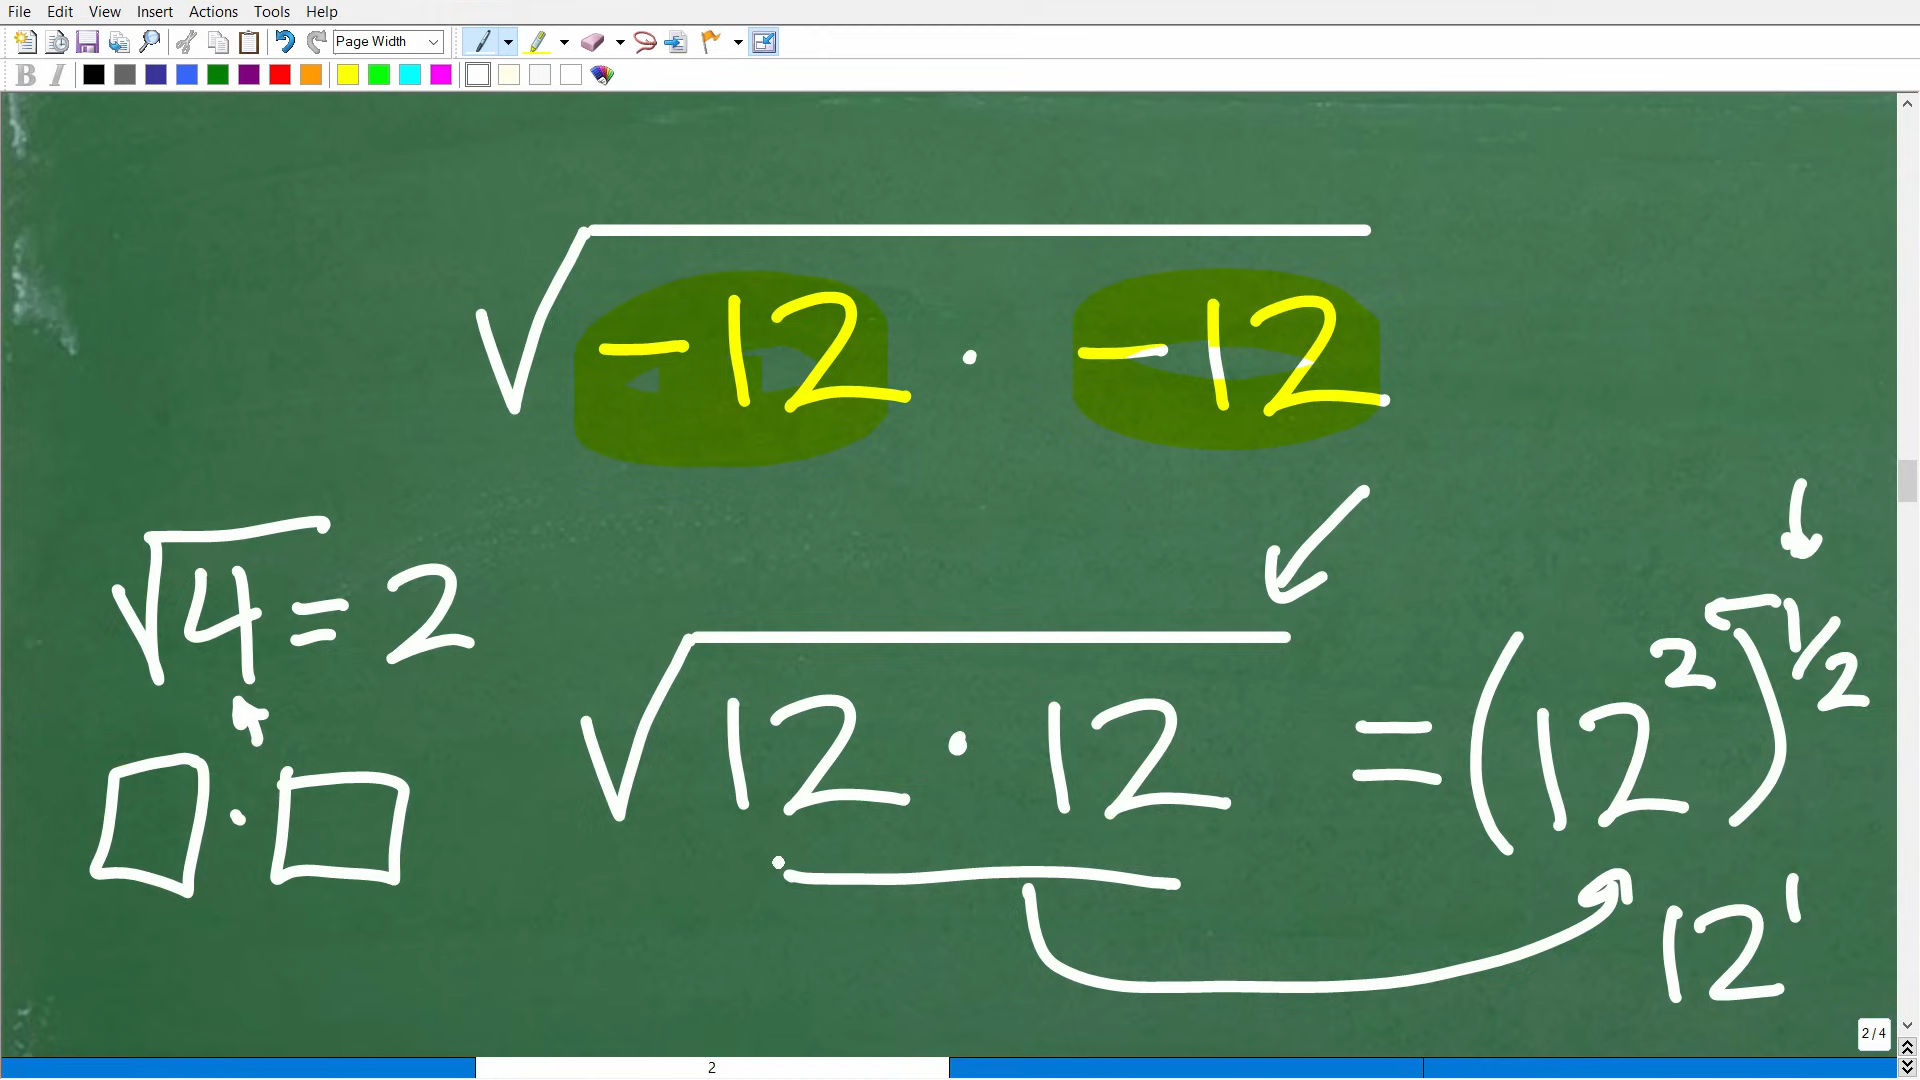 File Edit View Insert Actions Tools Help
Page Width
B I
√-12 · -12
√4 = 2
√12 · 12 = (12²)^1/2
12¹
2 / 4
2